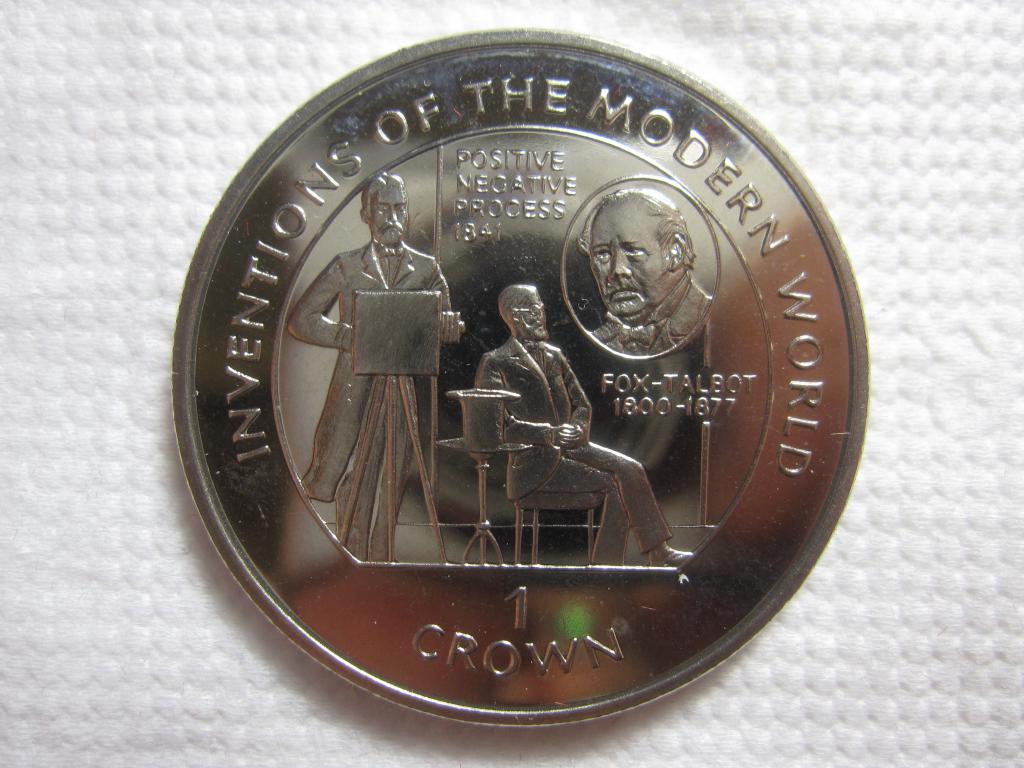 INVENTIONS OF THE MODERN WORLD
POSITIVE
NEGATIVE
PROCESS
1841
FOX-TALBOT
1800-1877
1
CROWN